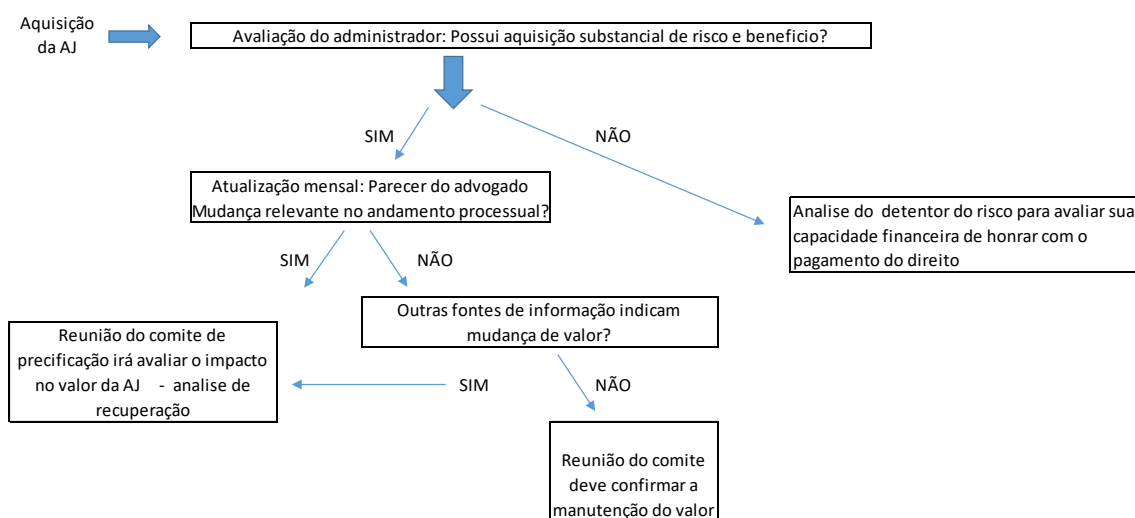 Aquisição
da AJ
Avaliação do administrador: Possui aquisição substancial de risco e beneficio?
SIM
NÃO
Atualização mensal: Parecer do advogado
Mudança relevante no andamento processual?
Analise do detentor do risco para avaliar sua
capacidade financeira de honrar com o
pagamento do direito
SIM
NÃO
Outras fontes de informação indicam
mudança de valor?
Reunião do comite de
precificação irá avaliar o impacto
no valor da AJ - analise de
recuperação
SIM
NÃO
Reunião do comite
deve confirmar a
manutenção do valor